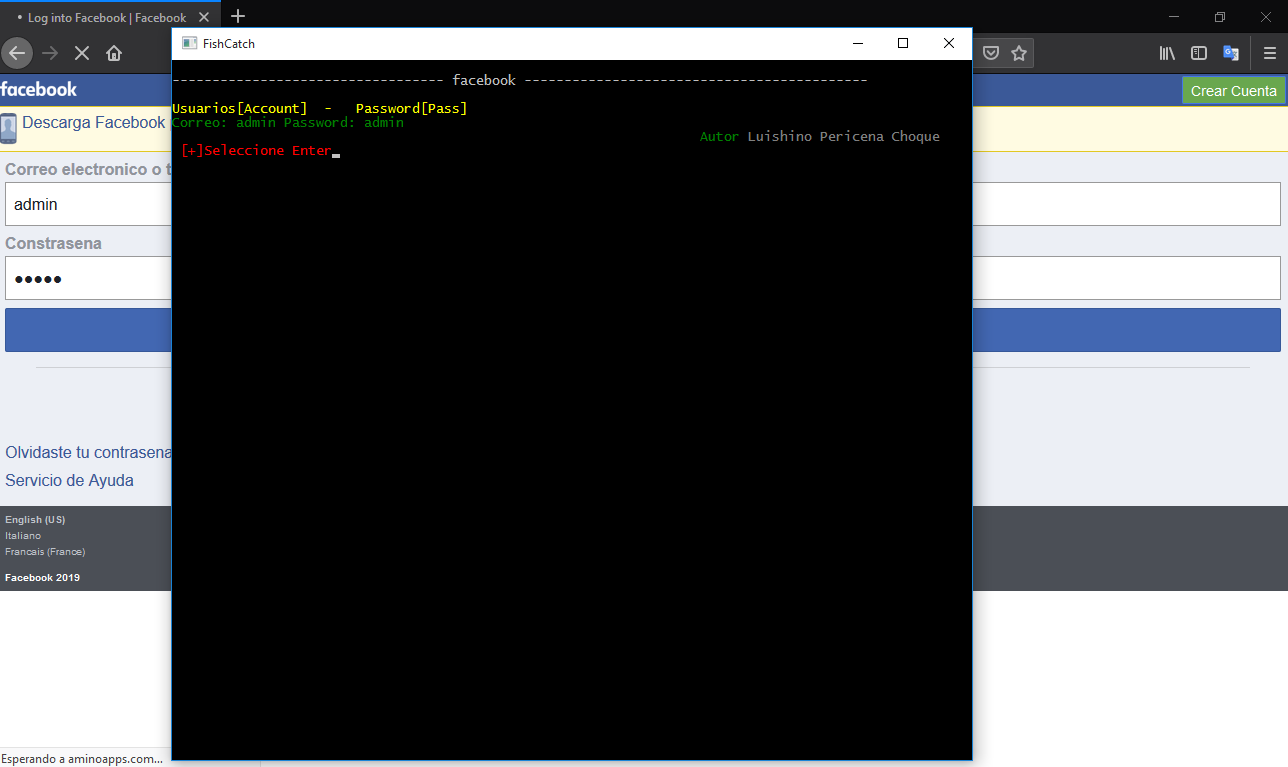 Log into Facebook | Facebook
FishCatch
-------------------------------- facebook -----------------------------------------
facebook
Crear Cuenta
Usuarios[Account] - Password[Pass]
Descarga Facebook
Correo: admin Password: admin
Autor Luishino Pericena Choque
[+]Seleccione Enter
Correo electronico o t
admin
Constrasena
•••••
Olvidaste tu contrasena
Servicio de Ayuda
English (US)
Italiano
Francais (France)
Facebook 2019
Esperando a aminoapps.com...